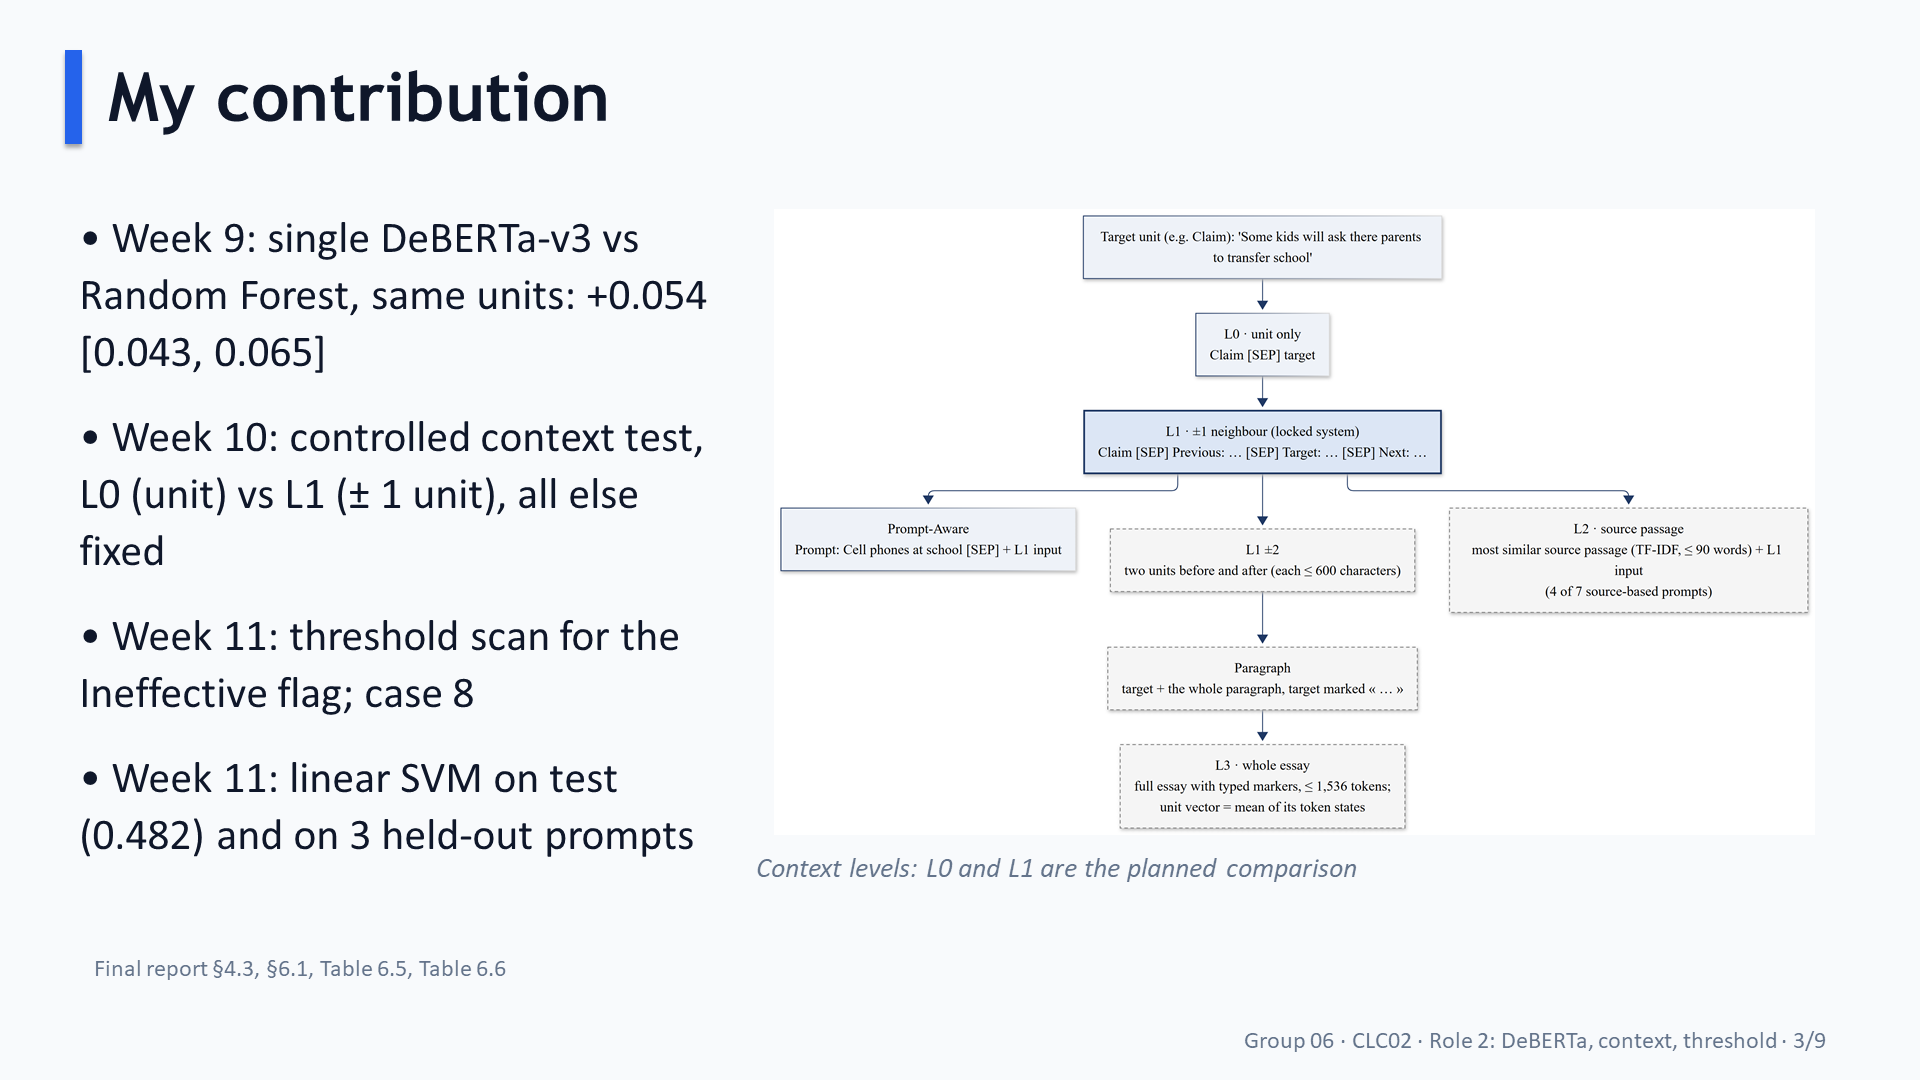 My contribution
• Week 9: single DeBERTa-v3 vs
Random Forest, same units: +0.054
[0.043, 0.065]
• Week 10: controlled context test,
L0 (unit) vs L1 (± 1 unit), all else
fixed
• Week 11: threshold scan for the
Ineffective flag; case 8
• Week 11: linear SVM on test
(0.482) and on 3 held-out prompts
Target unit (e.g. Claim): 'Some kids will ask there parents
to transfer school'
L0 · unit only
Claim [SEP] target
L1 · ±1 neighbour (locked system)
Claim [SEP] Previous: … [SEP] Target: … [SEP] Next: …
Prompt-Aware
Prompt: Cell phones at school [SEP] + L1 input
L1 ±2
two units before and after (each ≤ 600 characters)
L2 · source passage
most similar source passage (TF-IDF, ≤ 90 words) + L1
input
(4 of 7 source-based prompts)
Paragraph
target + the whole paragraph, target marked « … »
L3 · whole essay
full essay with typed markers, ≤ 1,536 tokens;
unit vector = mean of its token states
Context levels: L0 and L1 are the planned comparison
Final report §4.3, §6.1, Table 6.5, Table 6.6
Group 06 · CLC02 · Role 2: DeBERTa, context, threshold · 3/9